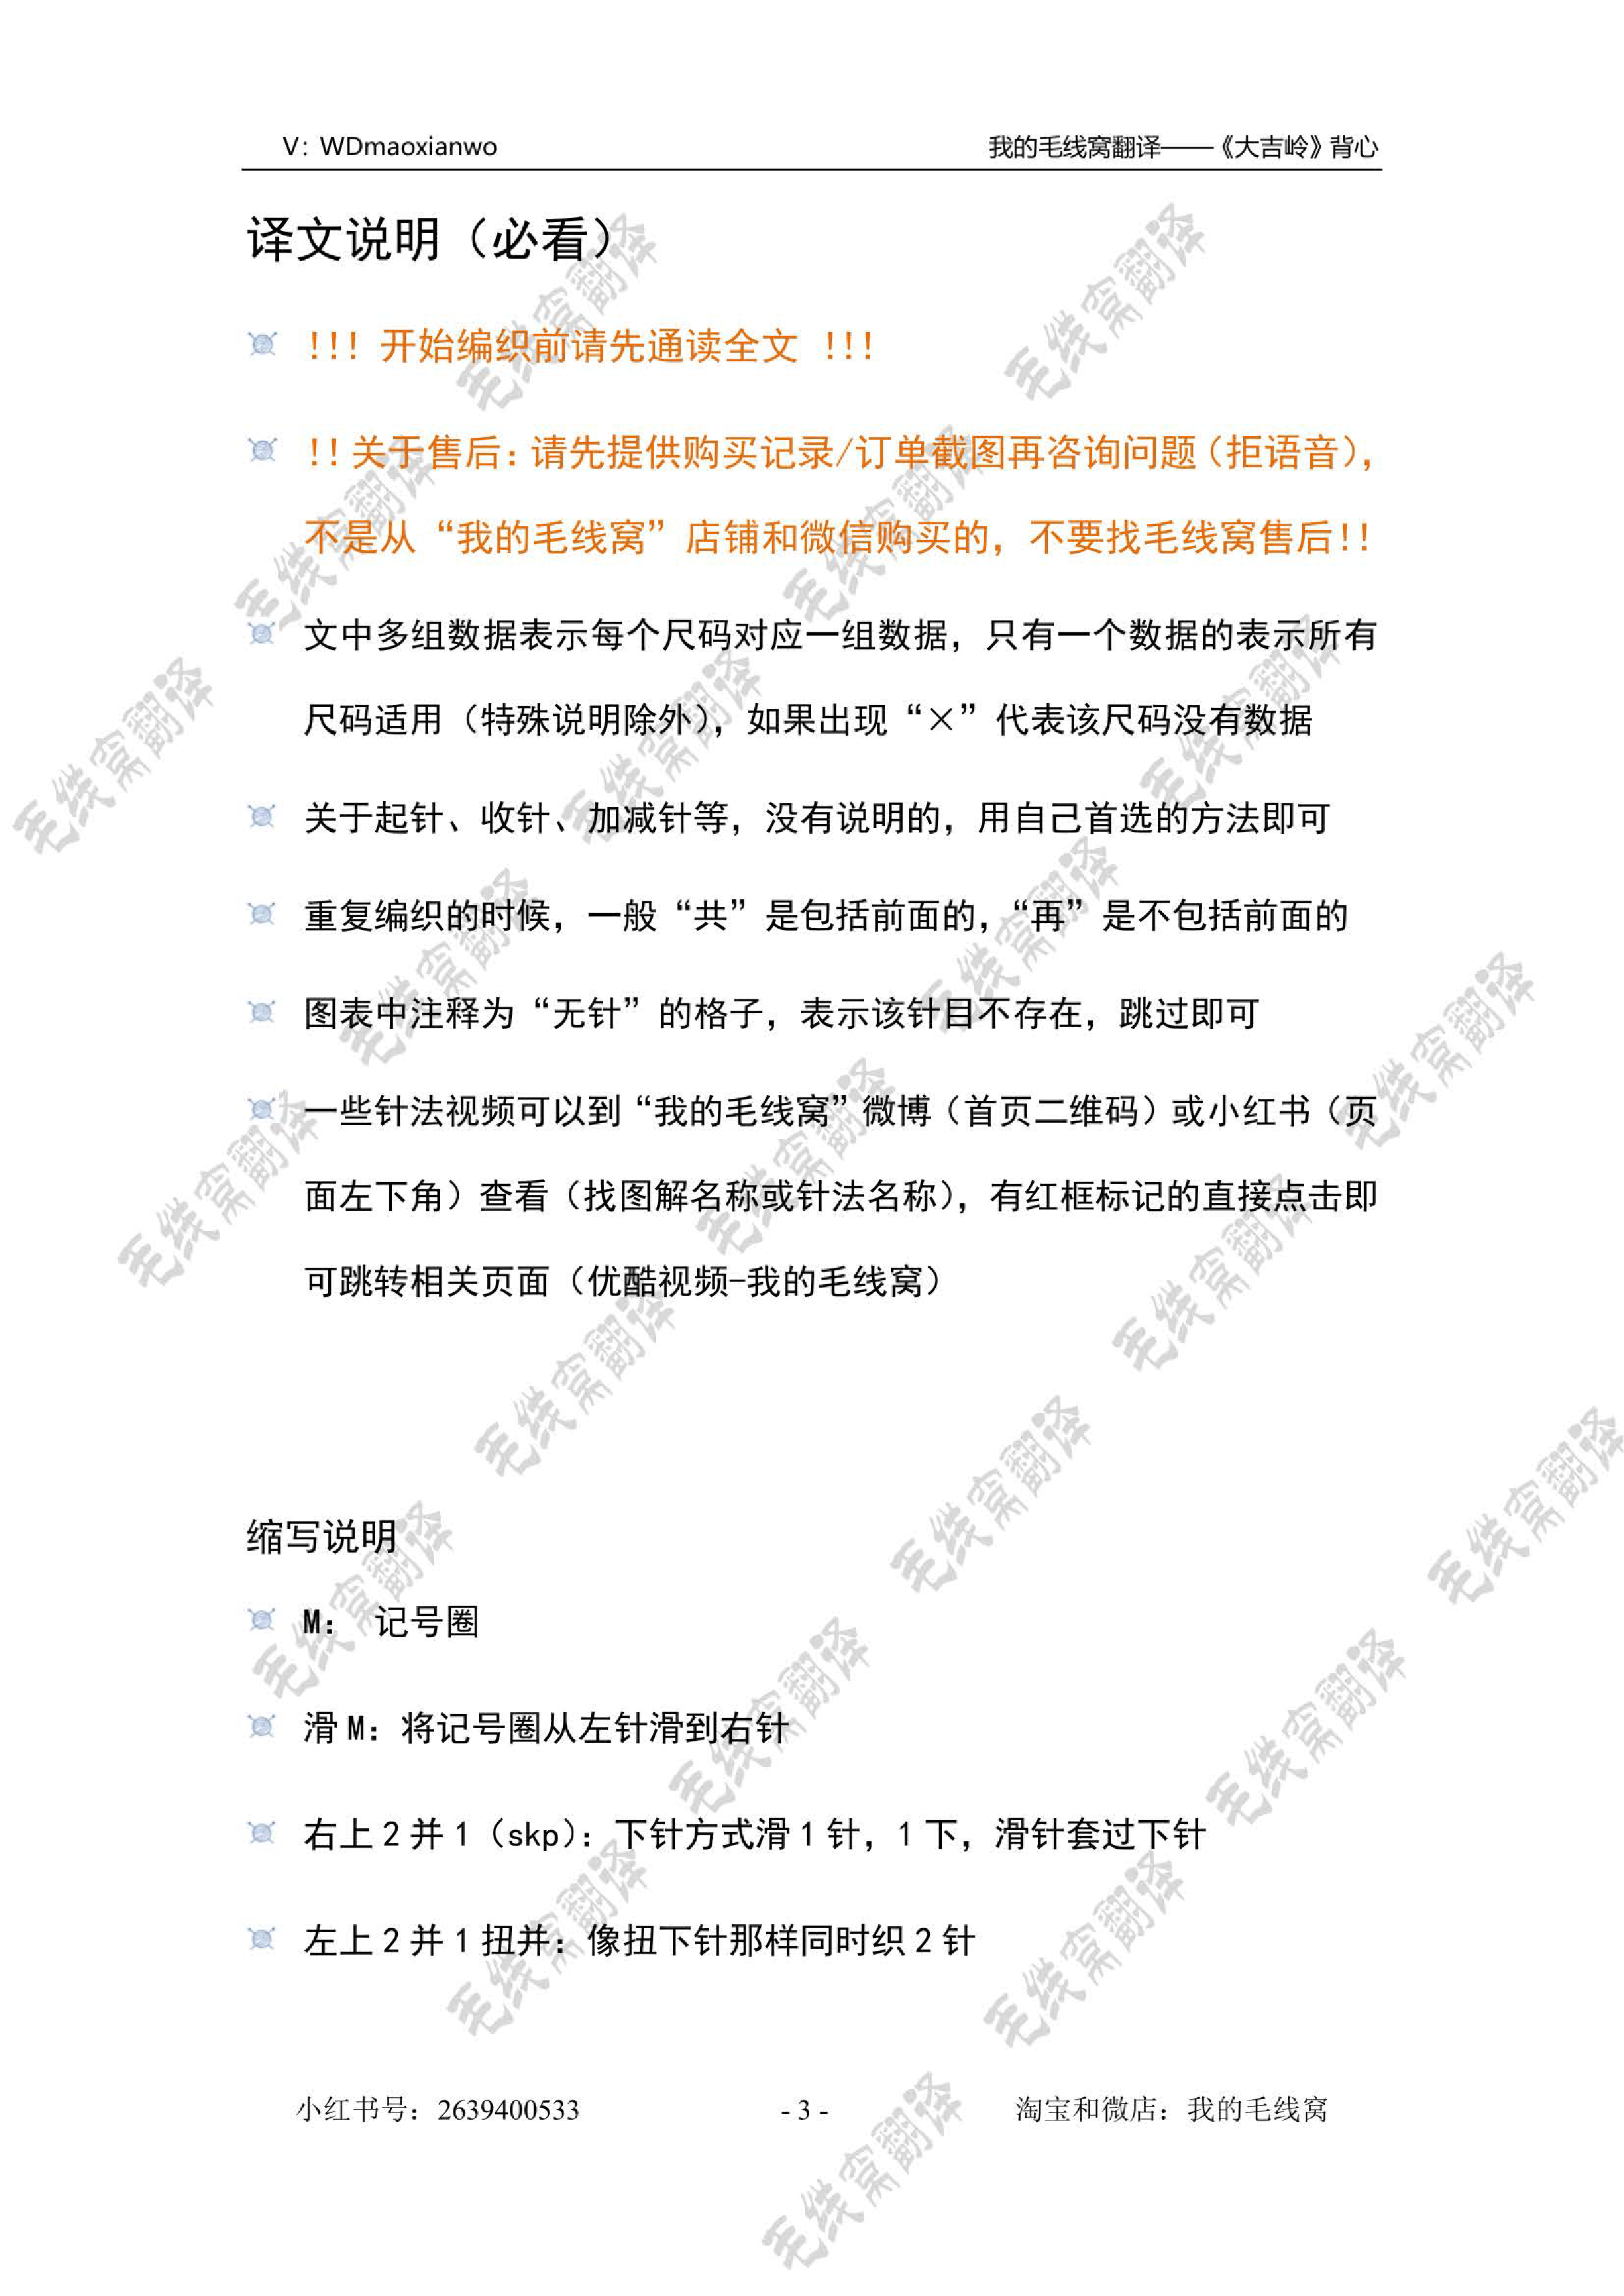 V: WDmaoxianwo
我的毛线窝翻译——《大吉岭》背心
译文说明（必看）
!!! 开始编织前请先通读全文 !!!
!!关于售后:请先提供购买记录/订单截图再咨询问题(拒语音),
不是从“我的毛线窝”店铺和微信购买的，不要找毛线窝售后!!
文中多组数据表示每个尺码对应一组数据，只有一个数据的表示所有
尺码适用（特殊说明除外），如果出现“×”代表该尺码没有数据
关于起针、收针、加减针等，没有说明的，用自己首选的方法即可
重复编织的时候，一般“共”是包括前面的，“再”是不包括前面的
图表中注释为“无针”的格子，表示该针目不存在，跳过即可
一些针法视频可以到“我的毛线窝”微博（首页二维码）或小红书（页
面左下角）查看（找图解名称或针法名称），有红框标记的直接点击即
可跳转相关页面（优酷视频-我的毛线窝）
缩写说明
M： 记号圈
滑 M：将记号圈从左针滑到右针
右上 2 并 1（skp）：下针方式滑 1 针，1 下，滑针套过下针
左上 2 并 1 扭并：像扭下针那样同时织 2 针
小红书号：2639400533
- 3 -
淘宝和微店：我的毛线窝
毛线窝翻译